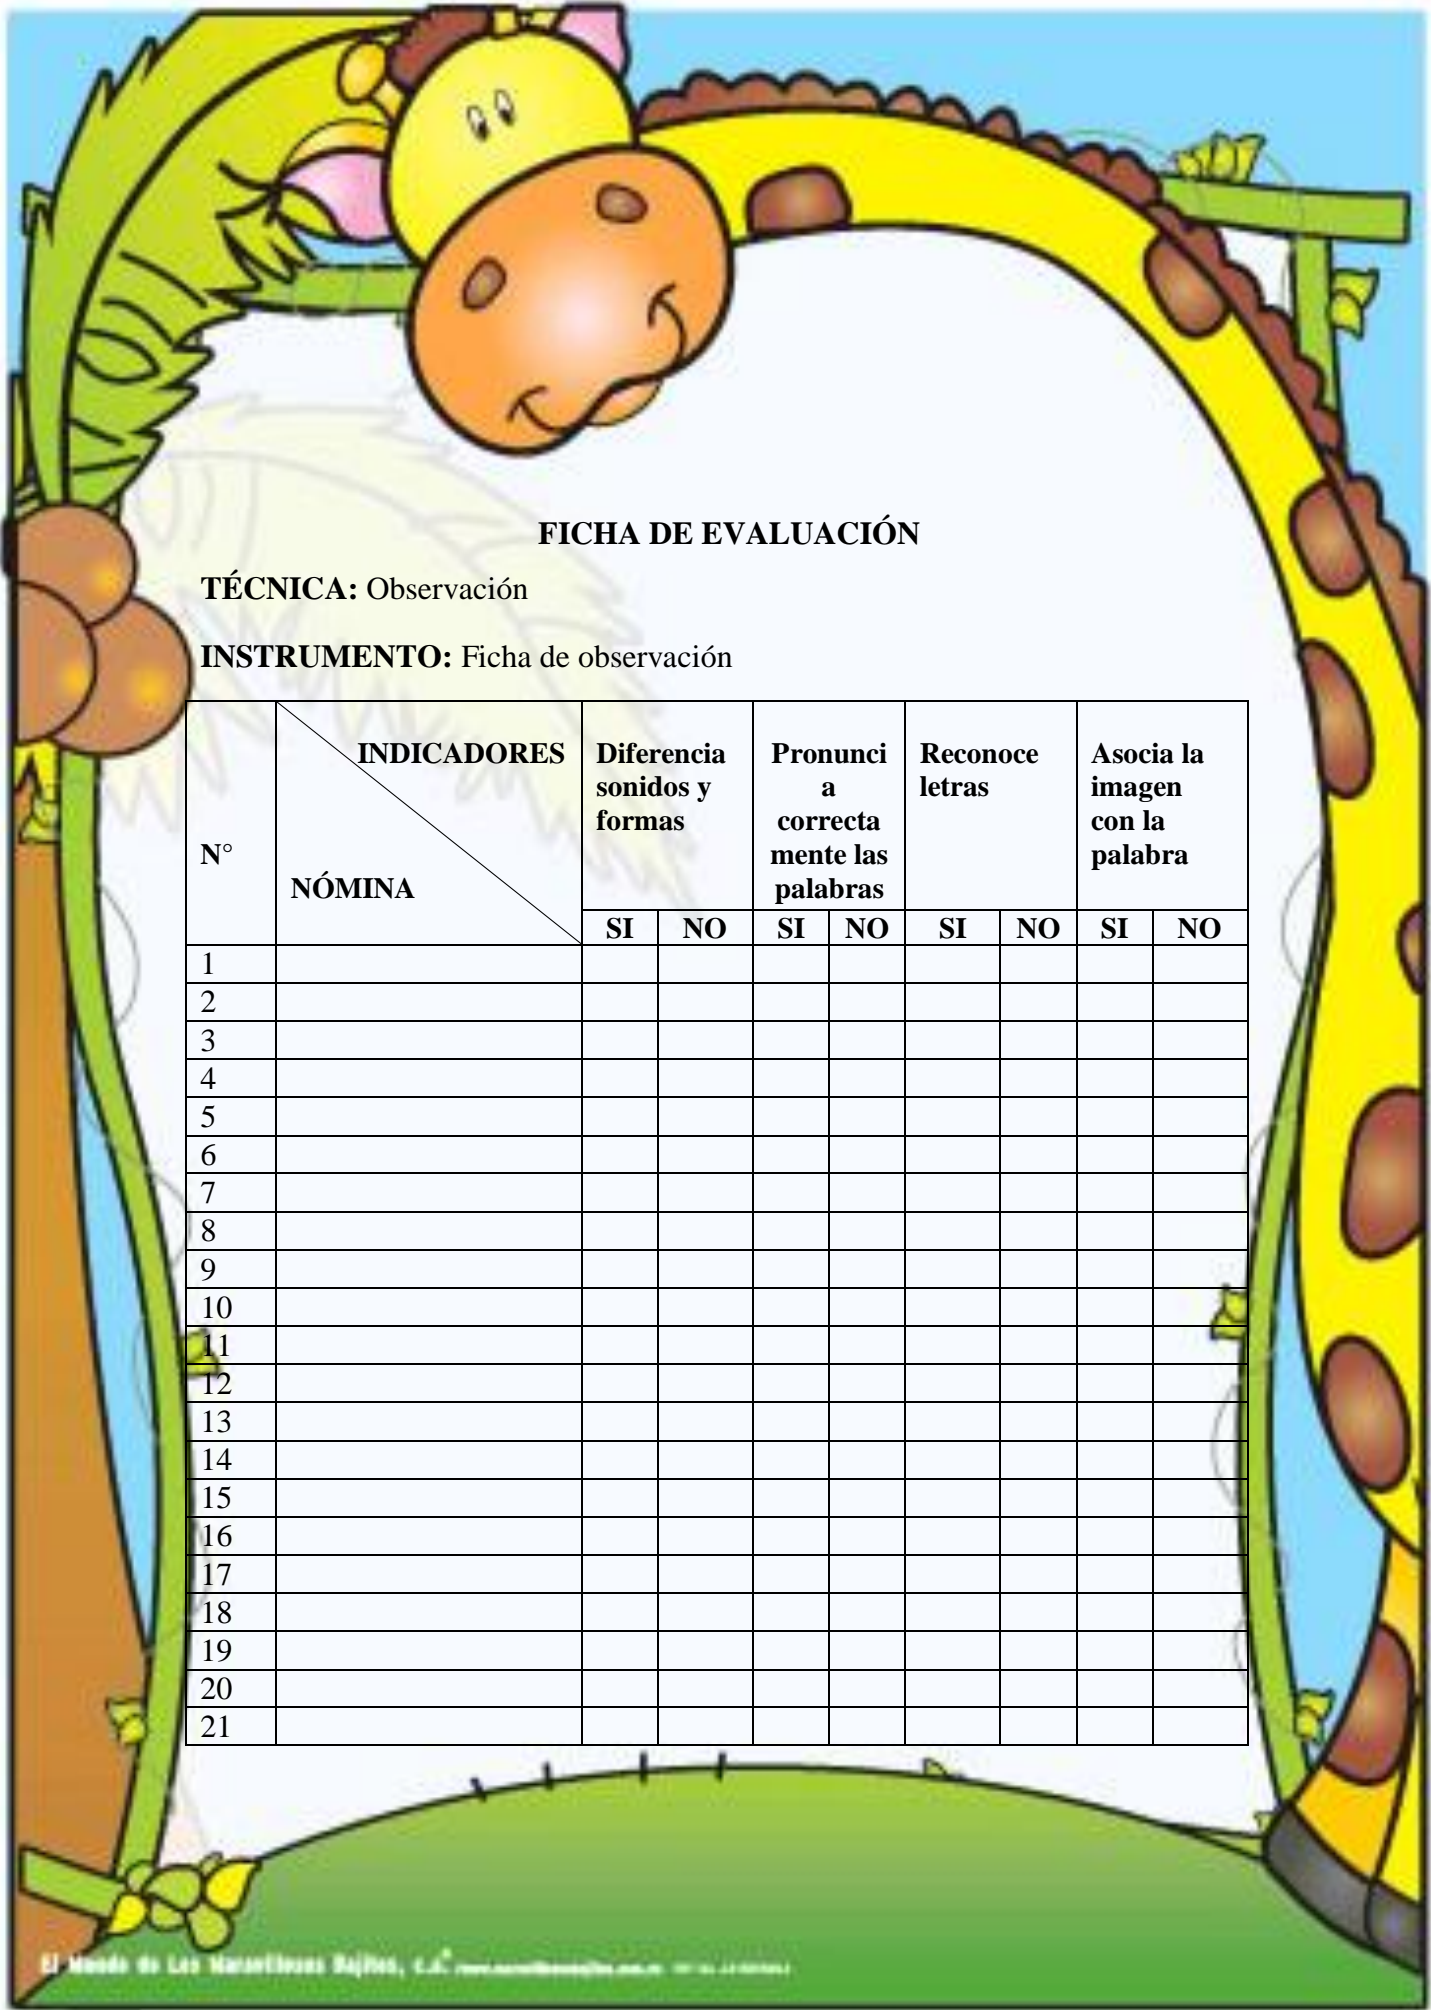 FICHA DE EVALUACIÓN
TÉCNICA: Observación
INSTRUMENTO: Ficha de observación
N°
INDICADORES
NÓMINA
Diferencia
sonidos y
formas
Pronunci
a
correcta
mente las
palabras
Reconoce
letras
Asocia la
imagen
con la
palabra
SI NO SI NO SI NO SI NO
1
2
3
4
5
6
7
8
9
10
11
12
13
14
15
16
17
18
19
20
21
El Mundo de Los Maravillosos Bajitos, c.a.